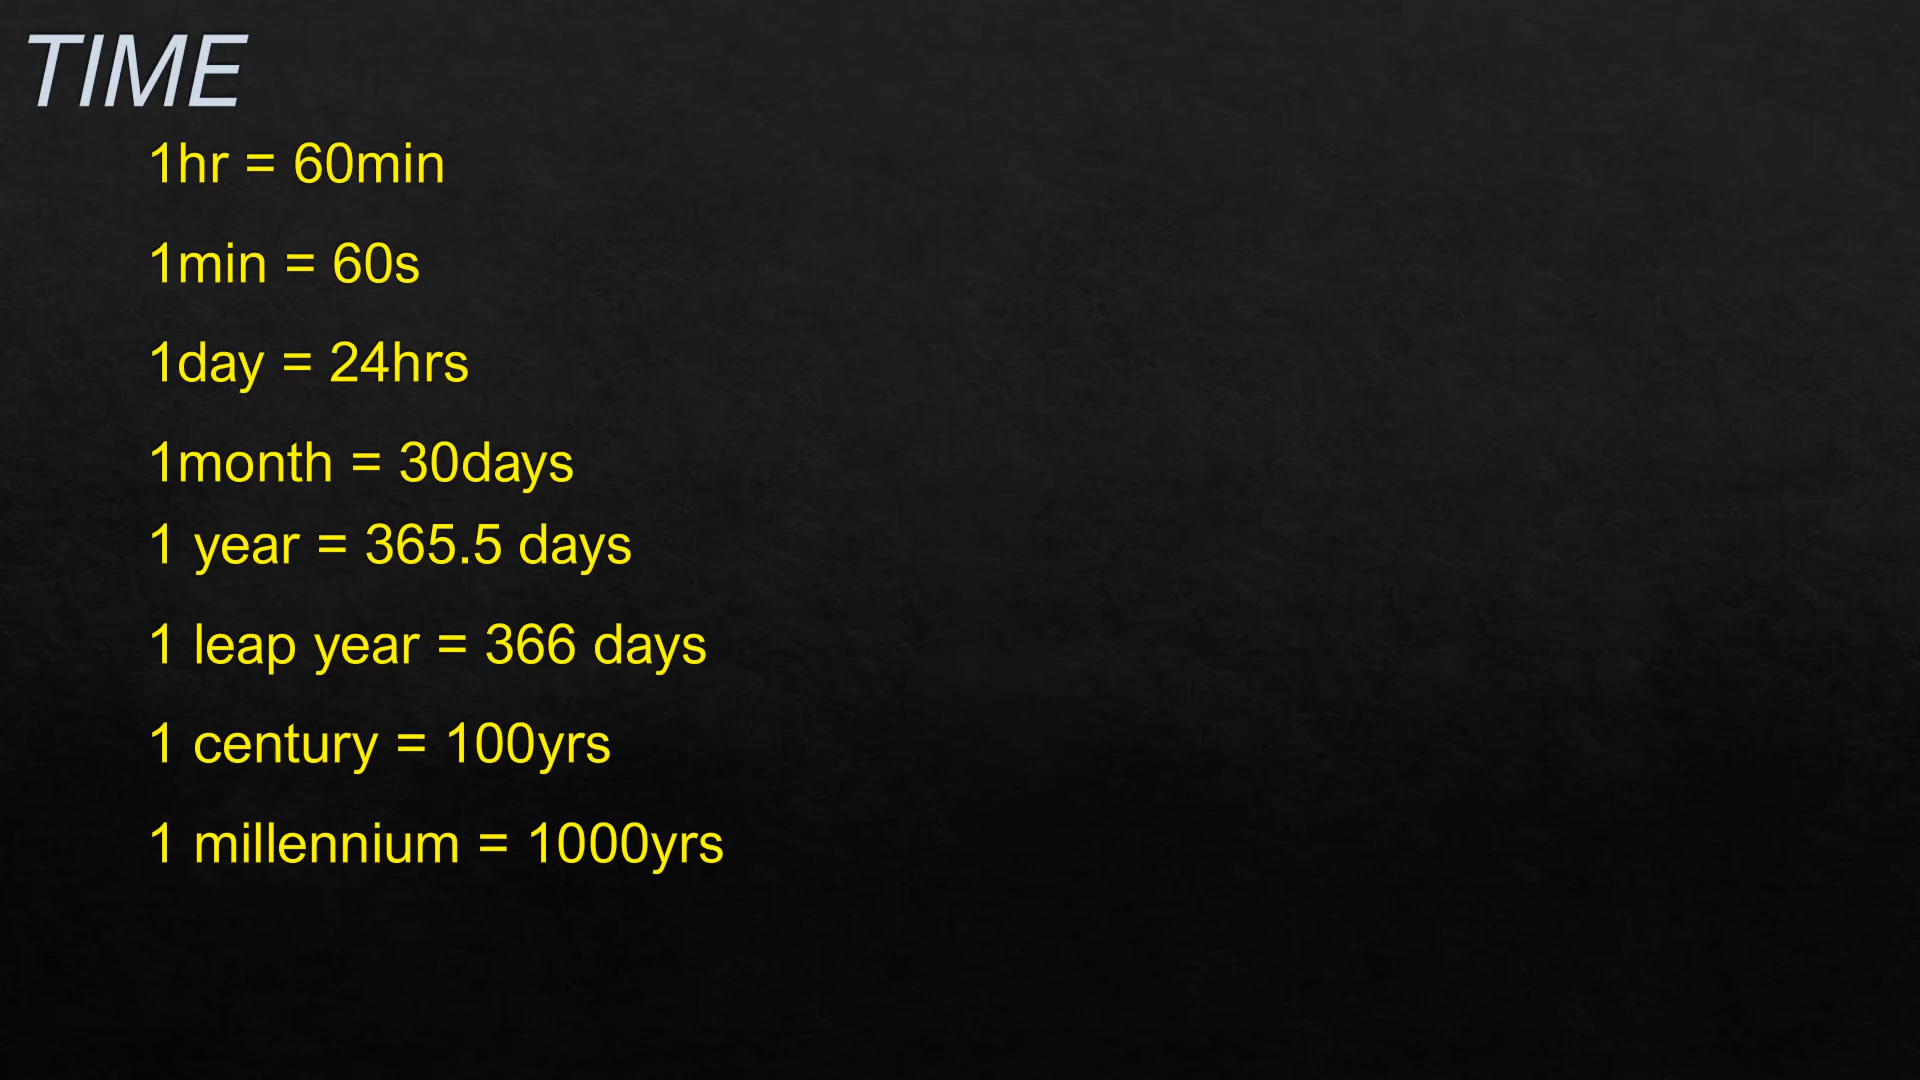 TIME
1hr = 60min
1min = 60s
1day = 24hrs
1month = 30days
1 year = 365.5 days
1 leap year = 366 days
1 century = 100yrs
1 millennium = 1000yrs